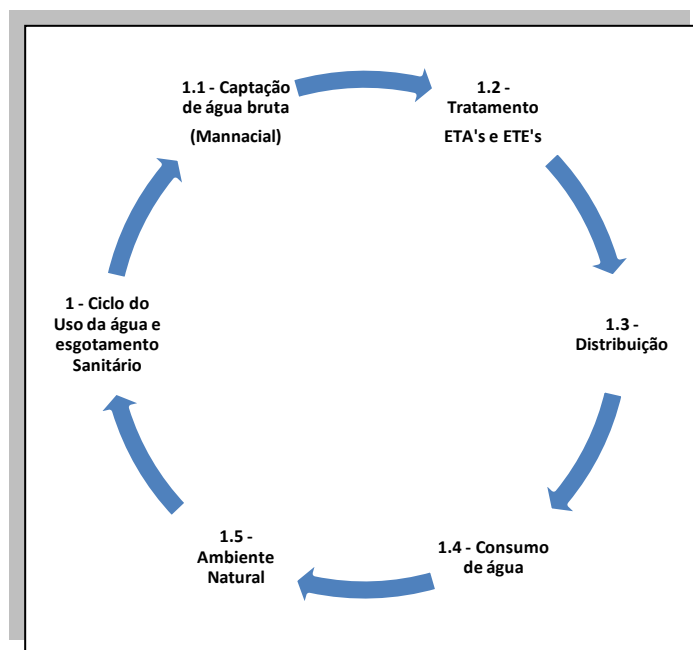 1.1 - Captação
de água bruta
(Mannacial)
1.2 -
Tratamento
ETA's e ETE's
1.3 -
Distribuição
1.4 - Consumo
de água
1.5 -
Ambiente
Natural
1 - Ciclo do
Uso da água e
esgotamento
Sanitário